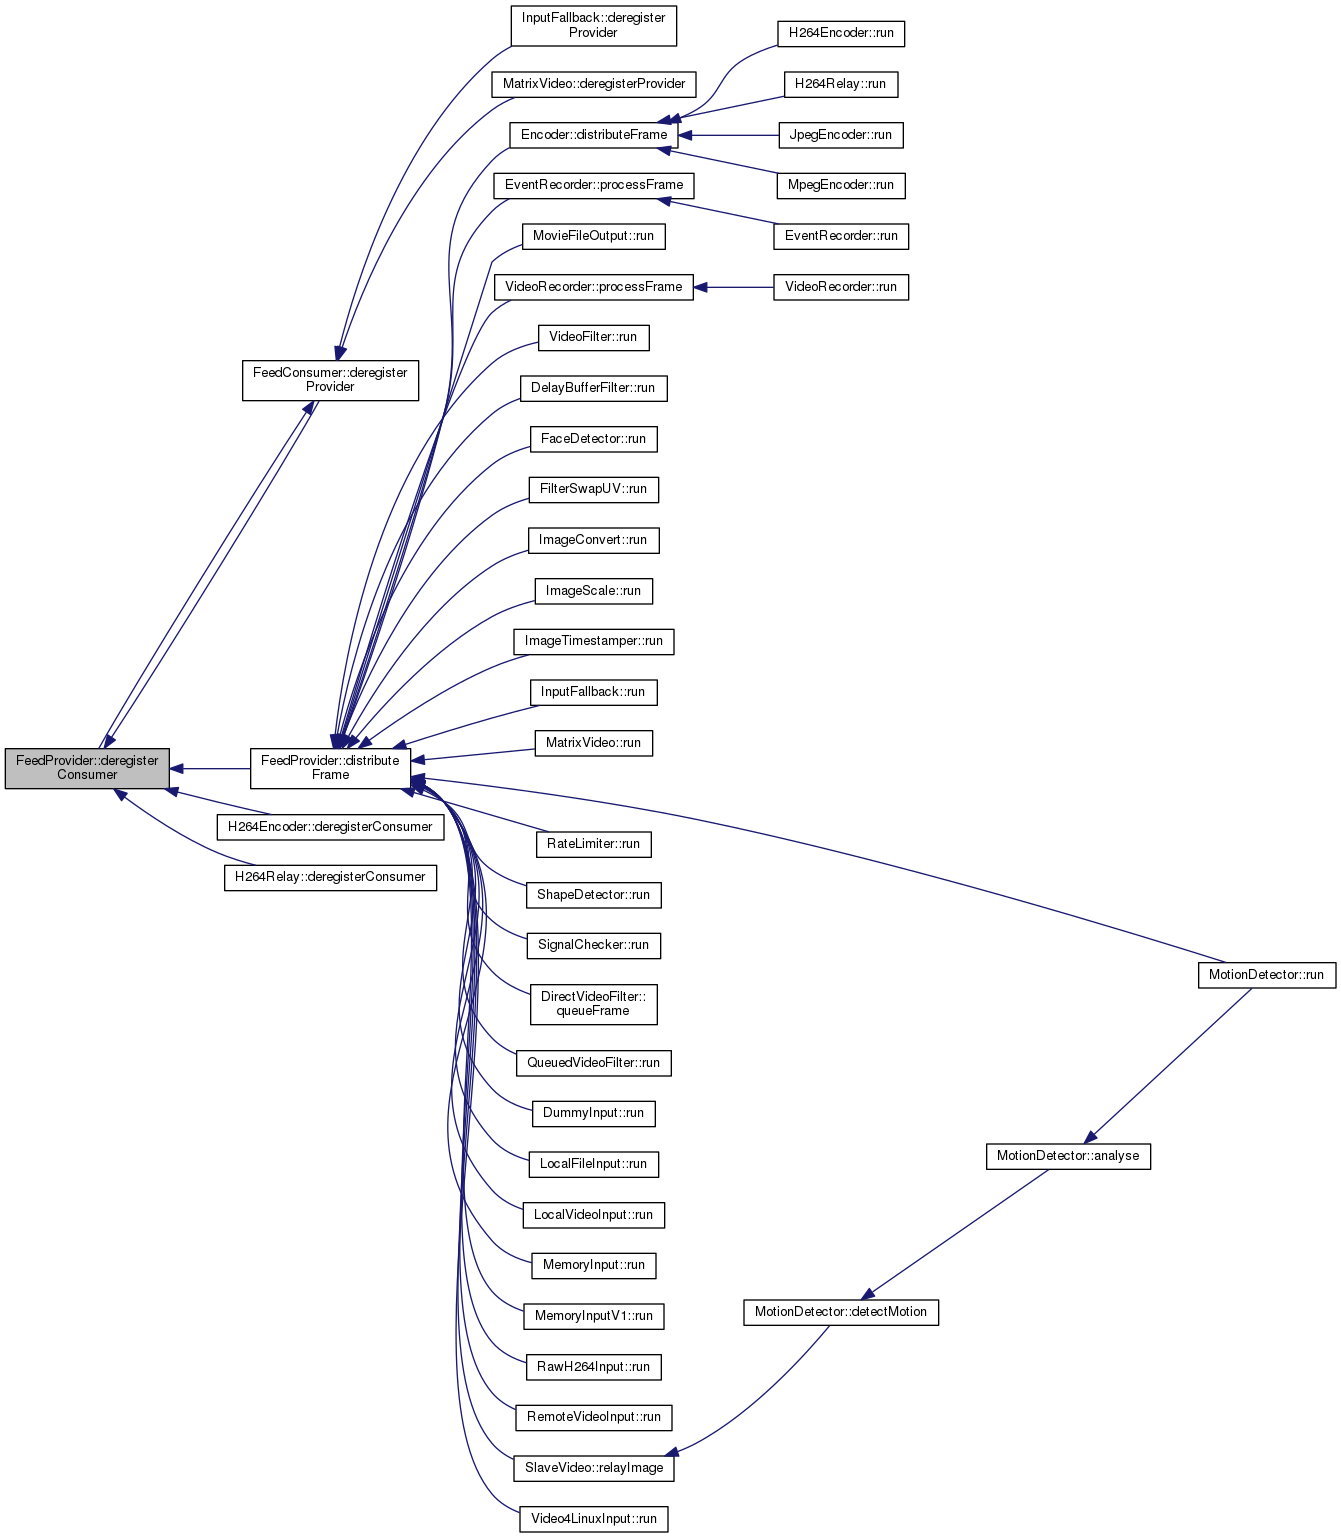 InputFallback::deregister
Provider
H264Encoder::run
MatrixVideo::deregisterProvider
H264Relay::run
Encoder::distributeFrame
JpegEncoder::run
EventRecorder::processFrame
MpegEncoder::run
MovieFileOutput::run
EventRecorder::run
VideoRecorder::processFrame
VideoRecorder::run
VideoFilter::run
FeedConsumer::deregister
Provider
DelayBufferFilter::run
FaceDetector::run
FilterSwapUV::run
ImageConvert::run
ImageScale::run
ImageTimestamper::run
InputFallback::run
MatrixVideo::run
FeedProvider::deregister
Consumer
FeedProvider::distribute
Frame
H264Encoder::deregisterConsumer
RateLimiter::run
H264Relay::deregisterConsumer
ShapeDetector::run
SignalChecker::run
MotionDetector::run
DirectVideoFilter::
queueFrame
QueuedVideoFilter::run
DummyInput::run
LocalFileInput::run
MotionDetector::analyse
LocalVideoInput::run
MemoryInput::run
MemoryInputV1::run
MotionDetector::detectMotion
RawH264Input::run
RemoteVideoInput::run
SlaveVideo::relayImage
Video4LinuxInput::run